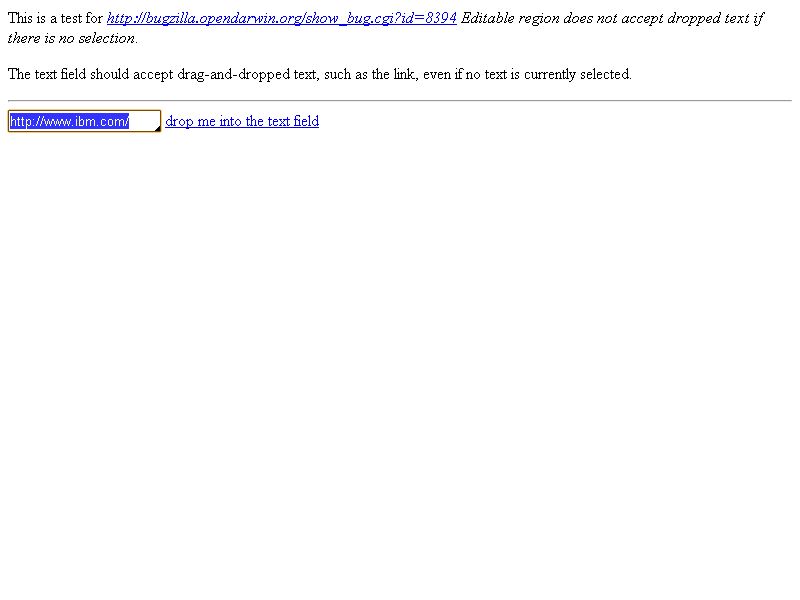 This is a test for http://bugzilla.opendarwin.org/show_bug.cgi?id=8394 Editable region does not accept dropped text if
there is no selection.
The text field should accept drag-and-dropped text, such as the link, even if no text is currently selected.
http://www.ibm.com/ drop me into the text field